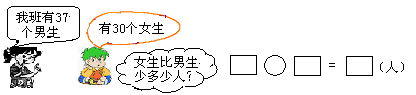 我班有37
个男生
有30个女生
女生比男生
少多少人?
□○□=□(人)